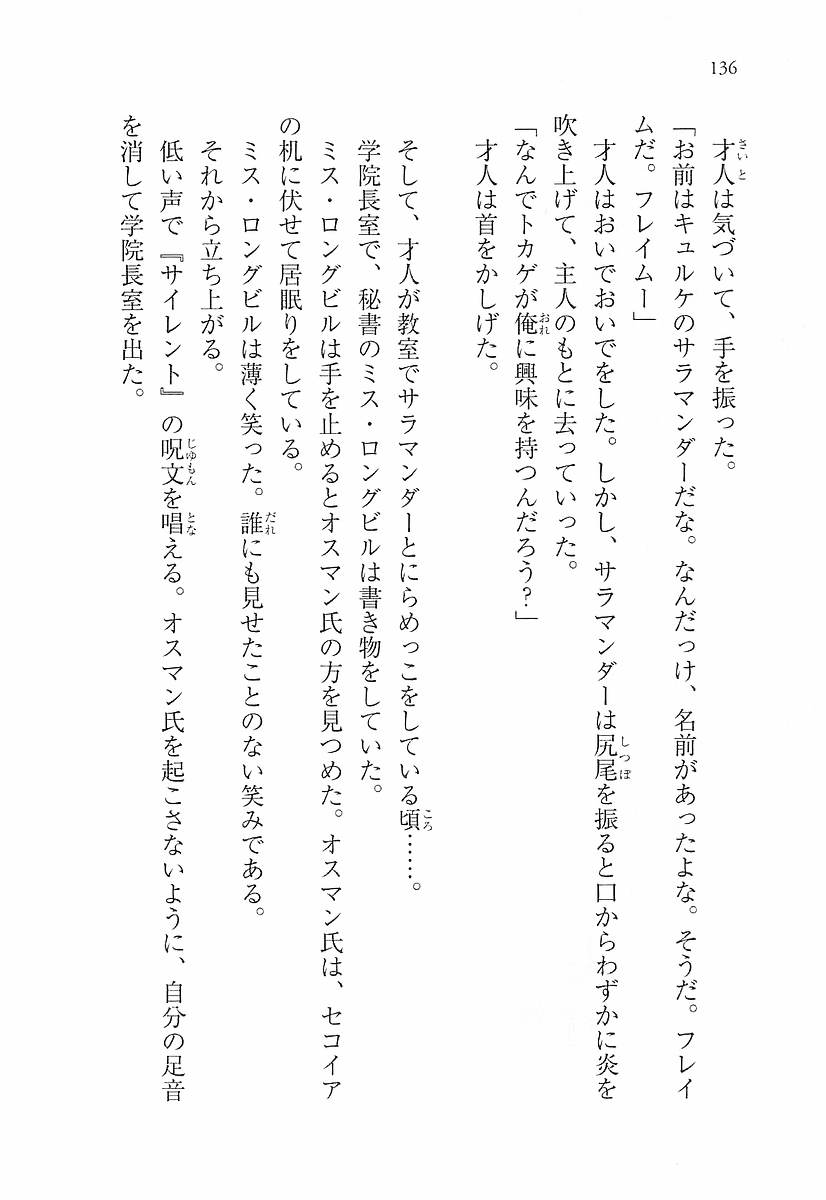 136
才人は気づいて、手を振った。
「お前はキュルケのサラマンダーだな。なんだっけ、名前があったよな。そうだ。フレイ
ムだ。フレイムー」
才人はおいでおいでをした。しかし、サラマンダーは尻尾を振ると口からわずかに炎を
吹き上げて、主人のもとに去っていった。
「なんでトカゲが俺に興味を持つんだろう？」
才人は首をかしげた。
そして、才人が教室でサラマンダーとにらめっこをしている頃……。
学院長室で、秘書のミス・ロングビルは書き物をしていた。
ミス・ロングビルは手を止めるとオスマン氏の方を見つめた。オスマン氏は、セコイア
の机に伏せて居眠りをしている。
ミス・ロングビルは薄く笑った。誰にも見せたことのない笑みである。
それから立ち上がる。
低い声で『サイレント』の呪文を唱える。オスマン氏を起こさないように、自分の足音
を消して学院長室を出た。